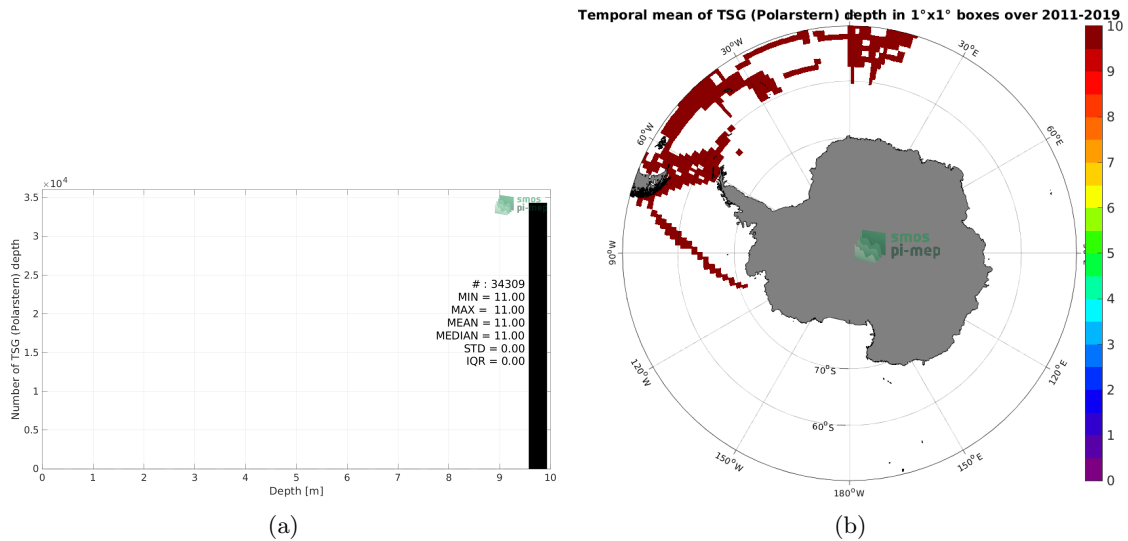 Temporal mean of TSG (Polarstern) depth in 1°x1° boxes over 2011-2019
×10⁴
3.5
3
2.5
2
1.5
1
0.5
0
Number of TSG (Polarstern) depth
smos
pi-mep
# : 34309
MIN = 11.00
MAX = 11.00
MEAN = 11.00
MEDIAN = 11.00
STD = 0.00
IQR = 0.00
0 1 2 3 4 5 6 7 8 9 10
Depth [m]
(a)
30°W
30°E
60°W
60°E
90°W
120°W
120°E
150°W
150°E
180°W
70°S
60°S
smos
pi-mep
10
9
8
7
6
5
4
3
2
1
0
(b)